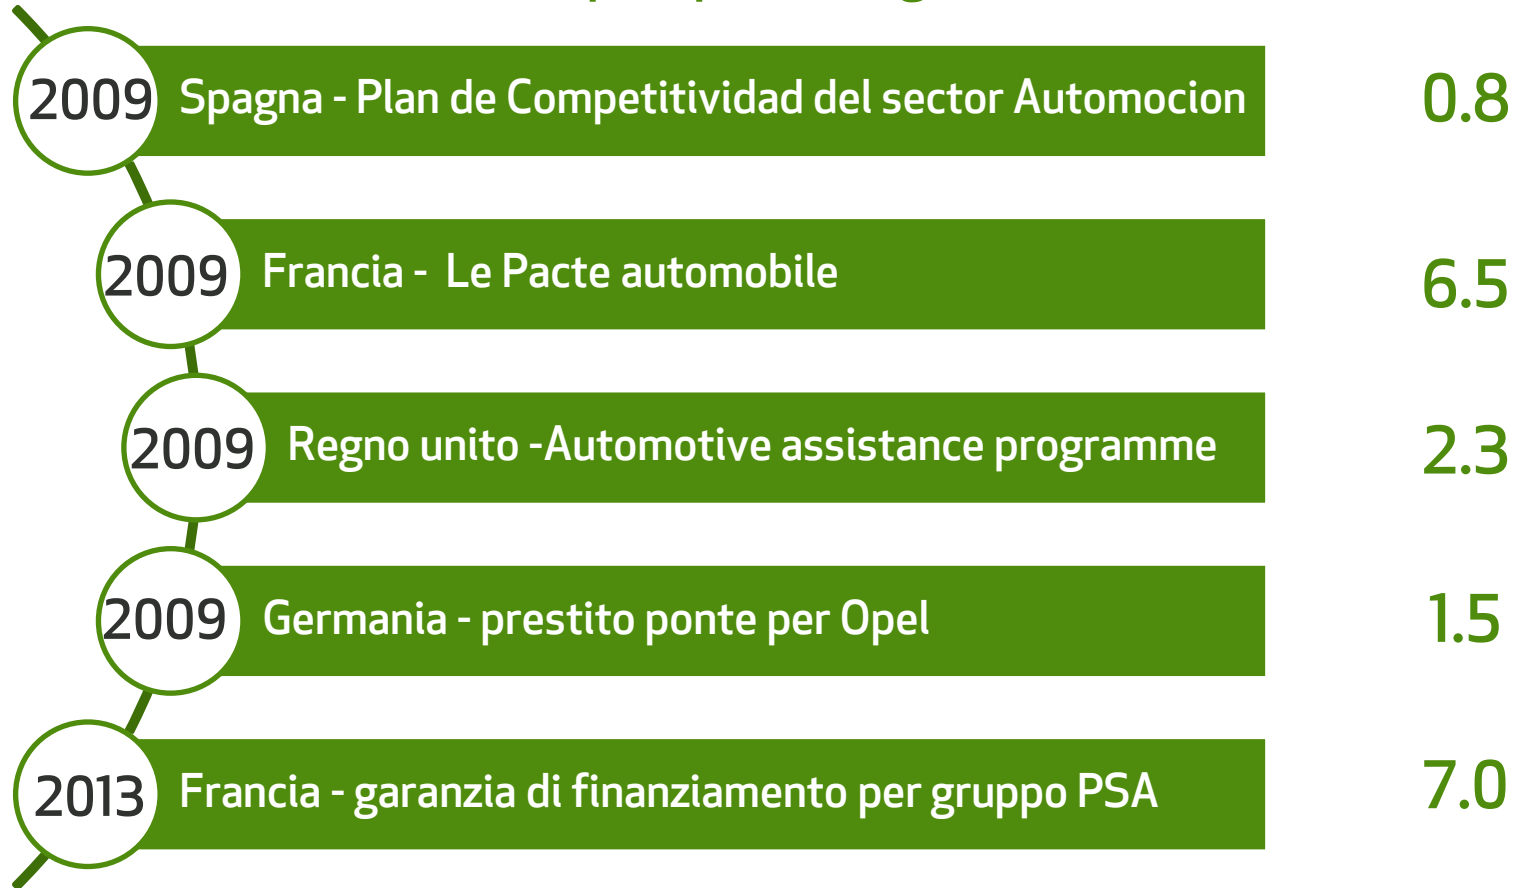 2009 Spagna - Plan de Competitividad del sector Automocion 0.8
2009 Francia - Le Pacte automobile 6.5
2009 Regno unito -Automotive assistance programme 2.3
2009 Germania - prestito ponte per Opel 1.5
2013 Francia - garanzia di finanziamento per gruppo PSA 7.0